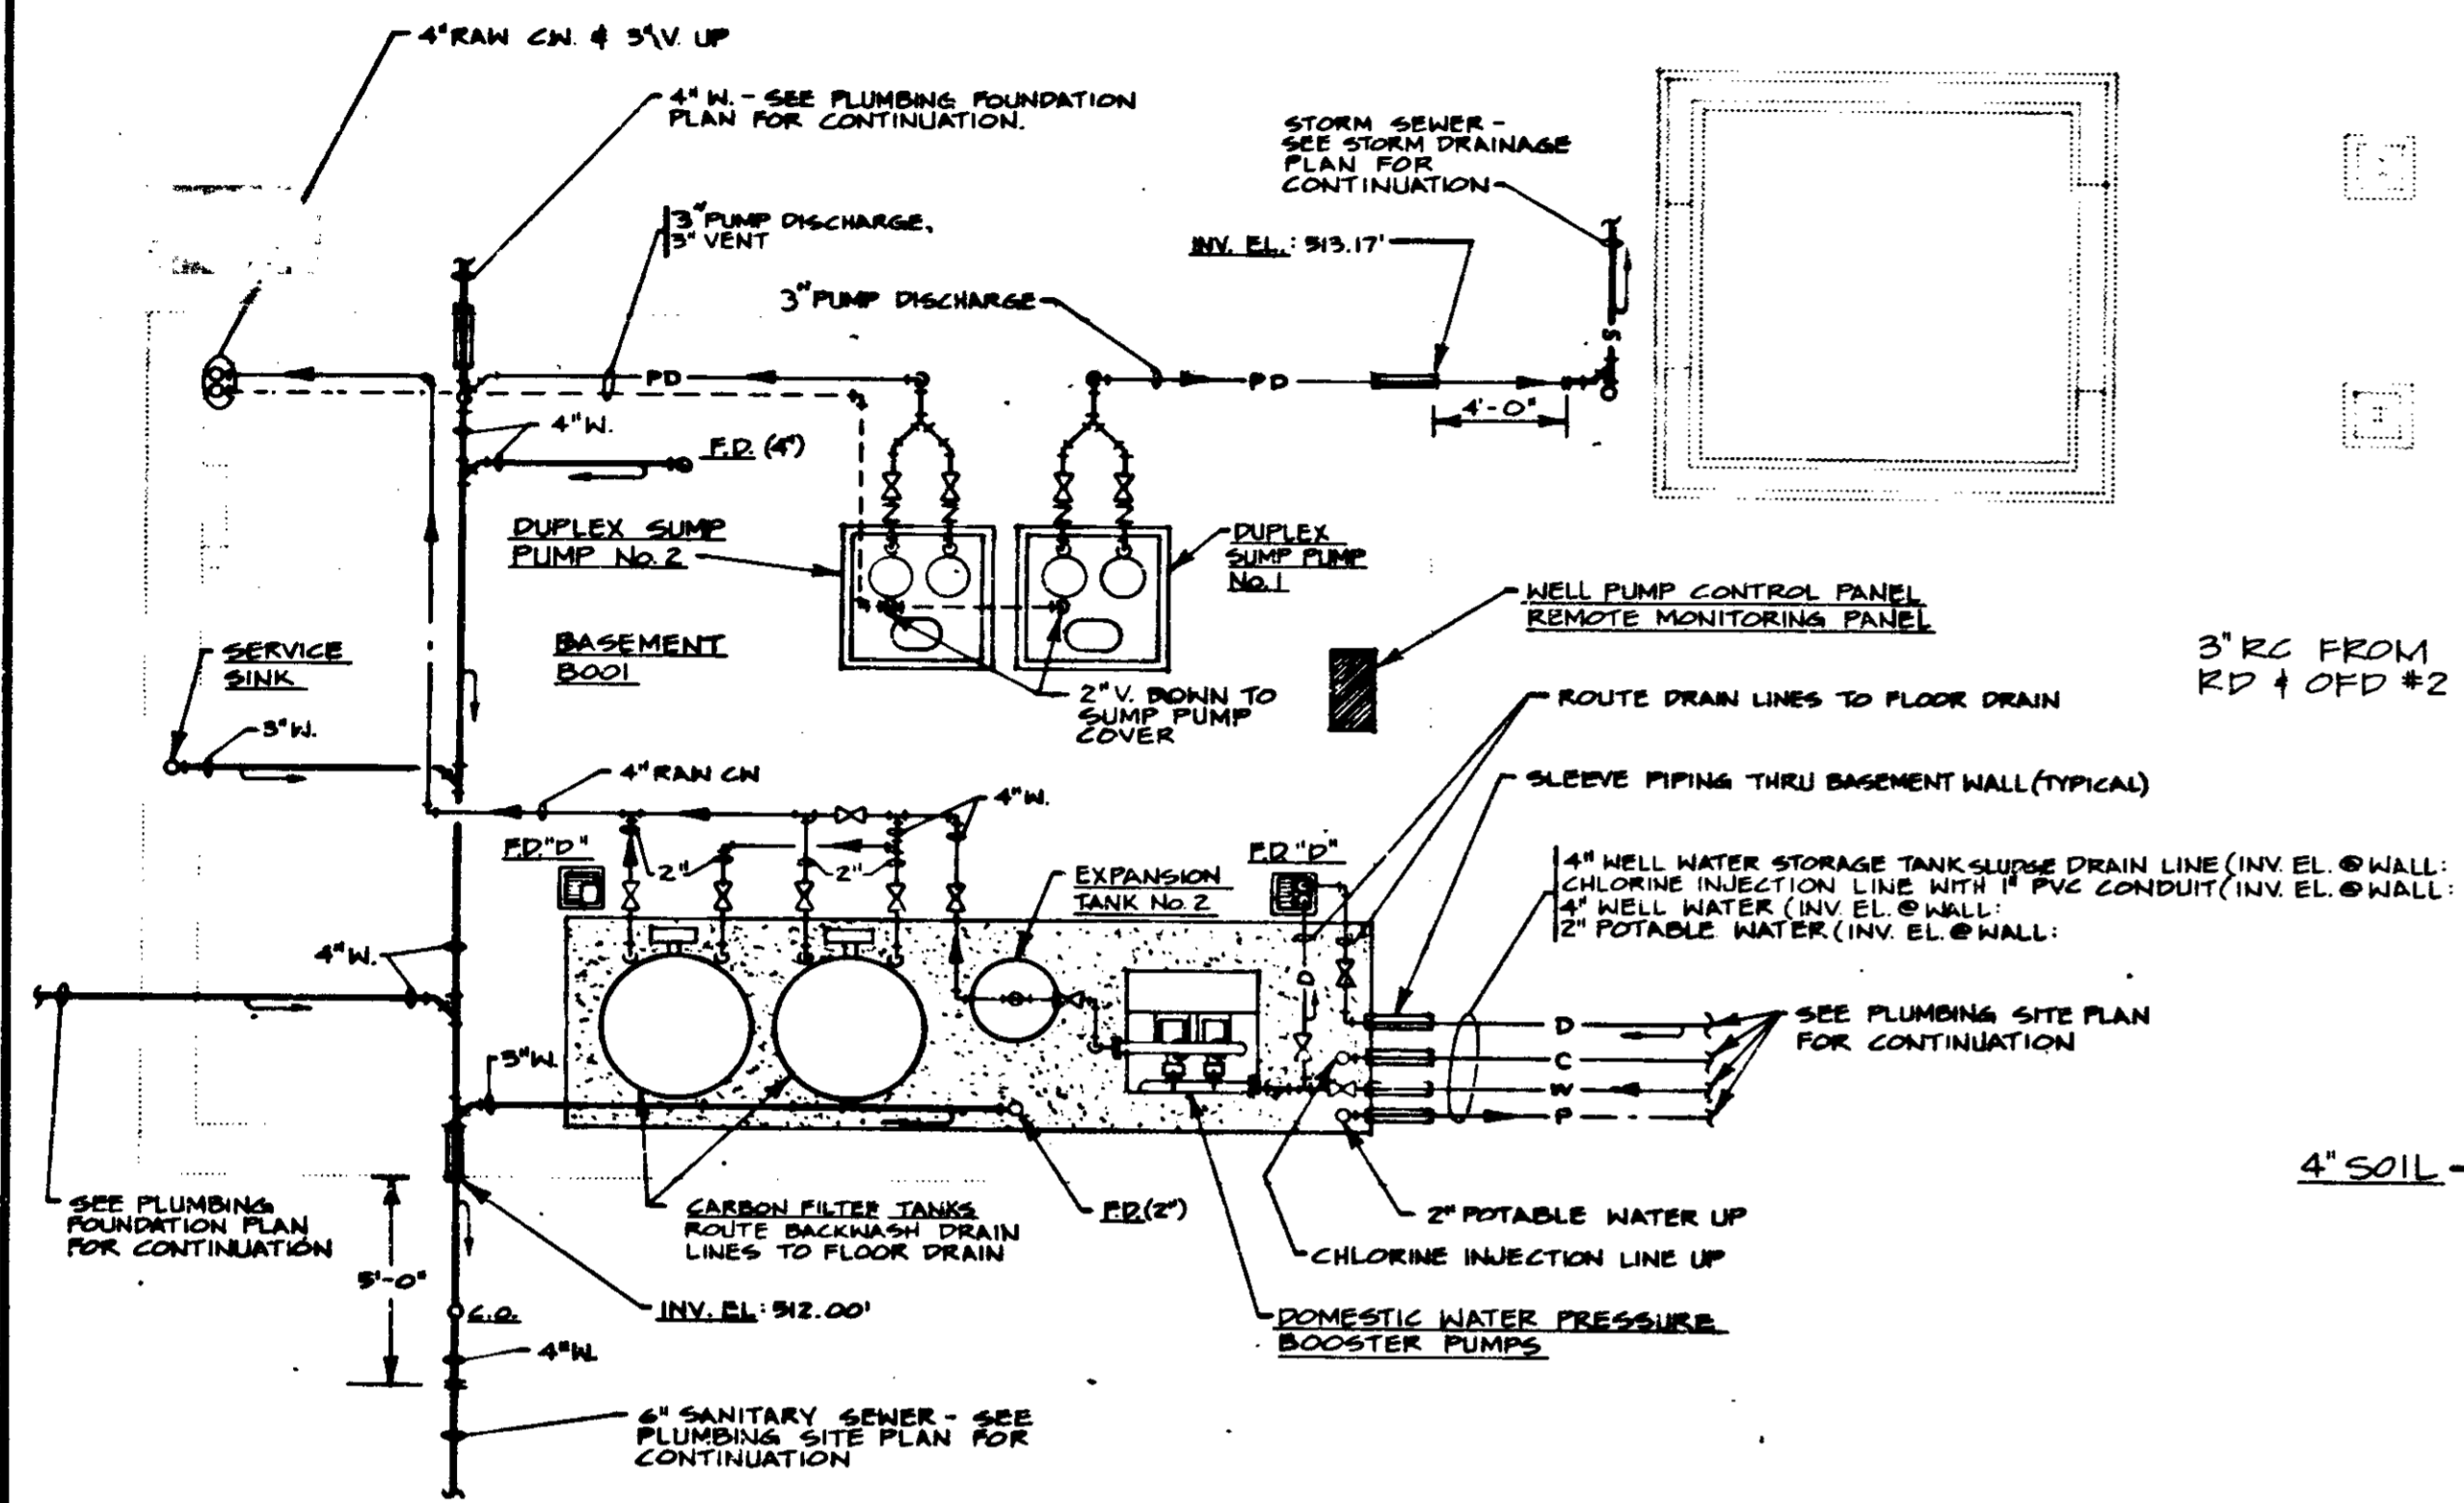 4" RAW CW. & 3" V. UP
4" W. - SEE PLUMBING FOUNDATION
PLAN FOR CONTINUATION.
STORM SEWER -
SEE STORM DRAINAGE
PLAN FOR
CONTINUATION
3" PUMP DISCHARGE,
3" VENT
INV. EL.: 513.17'
3" PUMP DISCHARGE
S
PD
PD
4'-0"
4" W.
F.D. (4")
DUPLEX SUMP
PUMP No. 2
DUPLEX
SUMP PUMP
No. 1
WELL PUMP CONTROL PANEL
REMOTE MONITORING PANEL
SERVICE
SINK
BASEMENT
B001
3" RC FROM
RD & OFD #2
2" V. DOWN TO
SUMP PUMP
COVER
ROUTE DRAIN LINES TO FLOOR DRAIN
3" W.
4" RAW CW
4" W.
SLEEVE PIPING THRU BASEMENT WALL (TYPICAL)
F.D. "D"
2"
2"
F.D. "D"
EXPANSION
TANK No. 2
4" WELL WATER STORAGE TANK SLUDGE DRAIN LINE (INV. EL. @ WALL:
CHLORINE INJECTION LINE WITH 1" PVC CONDUIT (INV. EL. @ WALL:
4" WELL WATER (INV. EL. @ WALL:
2" POTABLE WATER (INV. EL. @ WALL:
4" W.
D
D
C
W
P
SEE PLUMBING SITE PLAN
FOR CONTINUATION
3" W.
4" SOIL
SEE PLUMBING
FOUNDATION PLAN
FOR CONTINUATION
CARBON FILTER TANKS
ROUTE BACKWASH DRAIN
LINES TO FLOOR DRAIN
F.D. (2")
2" POTABLE WATER UP
CHLORINE INJECTION LINE UP
5'-0"
C.O.
INV. EL: 512.00'
DOMESTIC WATER PRESSURE
BOOSTER PUMPS
4" W.
6" SANITARY SEWER - SEE
PLUMBING SITE PLAN FOR
CONTINUATION